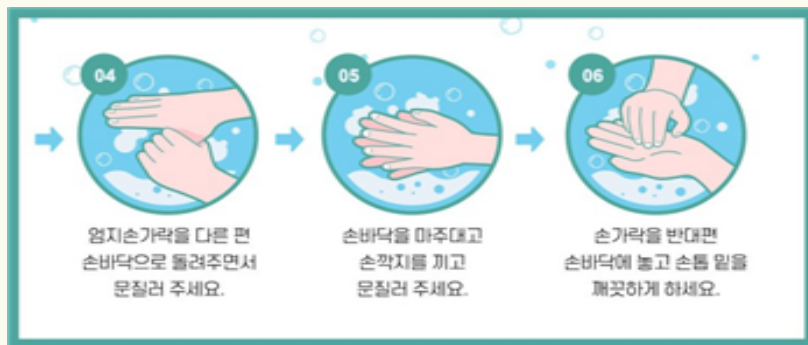 04
엄지손가락을 다른 편
손바닥으로 돌려주면서
문질러 주세요.
05
손바닥을 마주대고
손깍지를 끼고
문질러 주세요.
06
손가락을 반대편
손바닥에 놓고 손톱 밑을
깨끗하게 하세요.